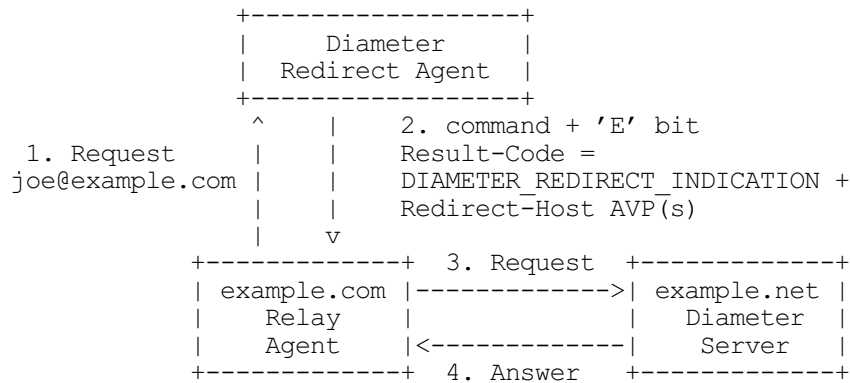 Diameter
Redirect Agent
2. command + 'E' bit
1. Request
Result-Code =
joe@example.com
DIAMETER_REDIRECT_INDICATION +
Redirect-Host AVP(s)
3. Request
example.com
example.net
Relay
Diameter
Agent
Server
4. Answer